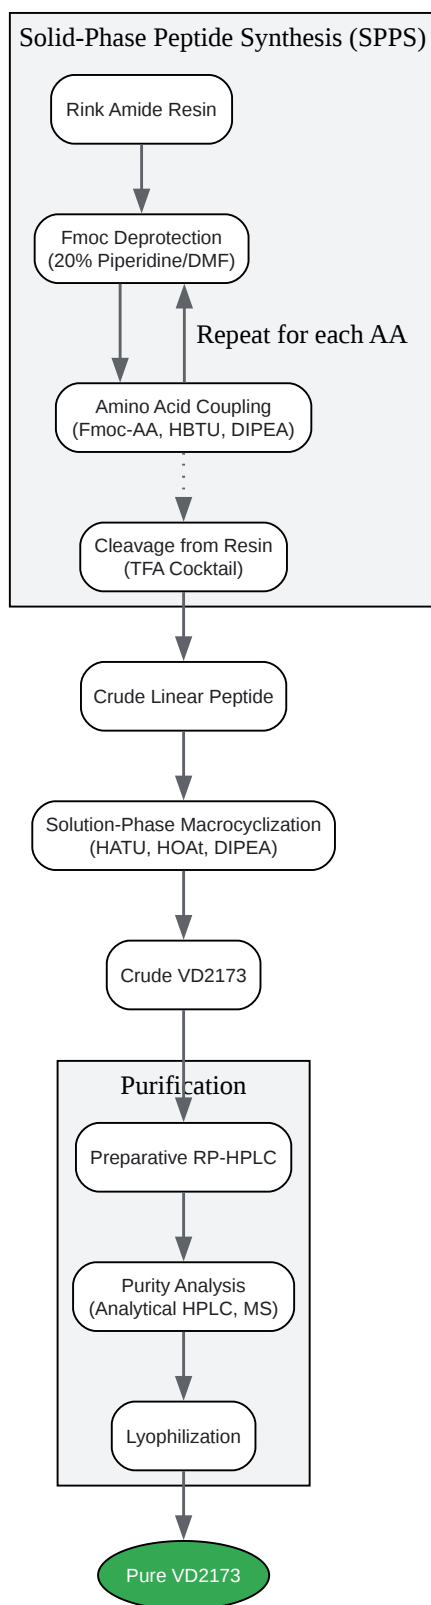 Solid-Phase Peptide Synthesis (SPPS)
Rink Amide Resin
Fmoc Deprotection
(20% Piperidine/DMF)
Repeat for each AA
Amino Acid Coupling
(Fmoc-AA, HBTU, DIPEA)
Cleavage from Resin
(TFA Cocktail)
Crude Linear Peptide
Solution-Phase Macrocyclization
(HATU, HOAt, DIPEA)
Crude VD2173
Purification
Preparative RP-HPLC
Purity Analysis
(Analytical HPLC, MS)
Lyophilization
Pure VD2173